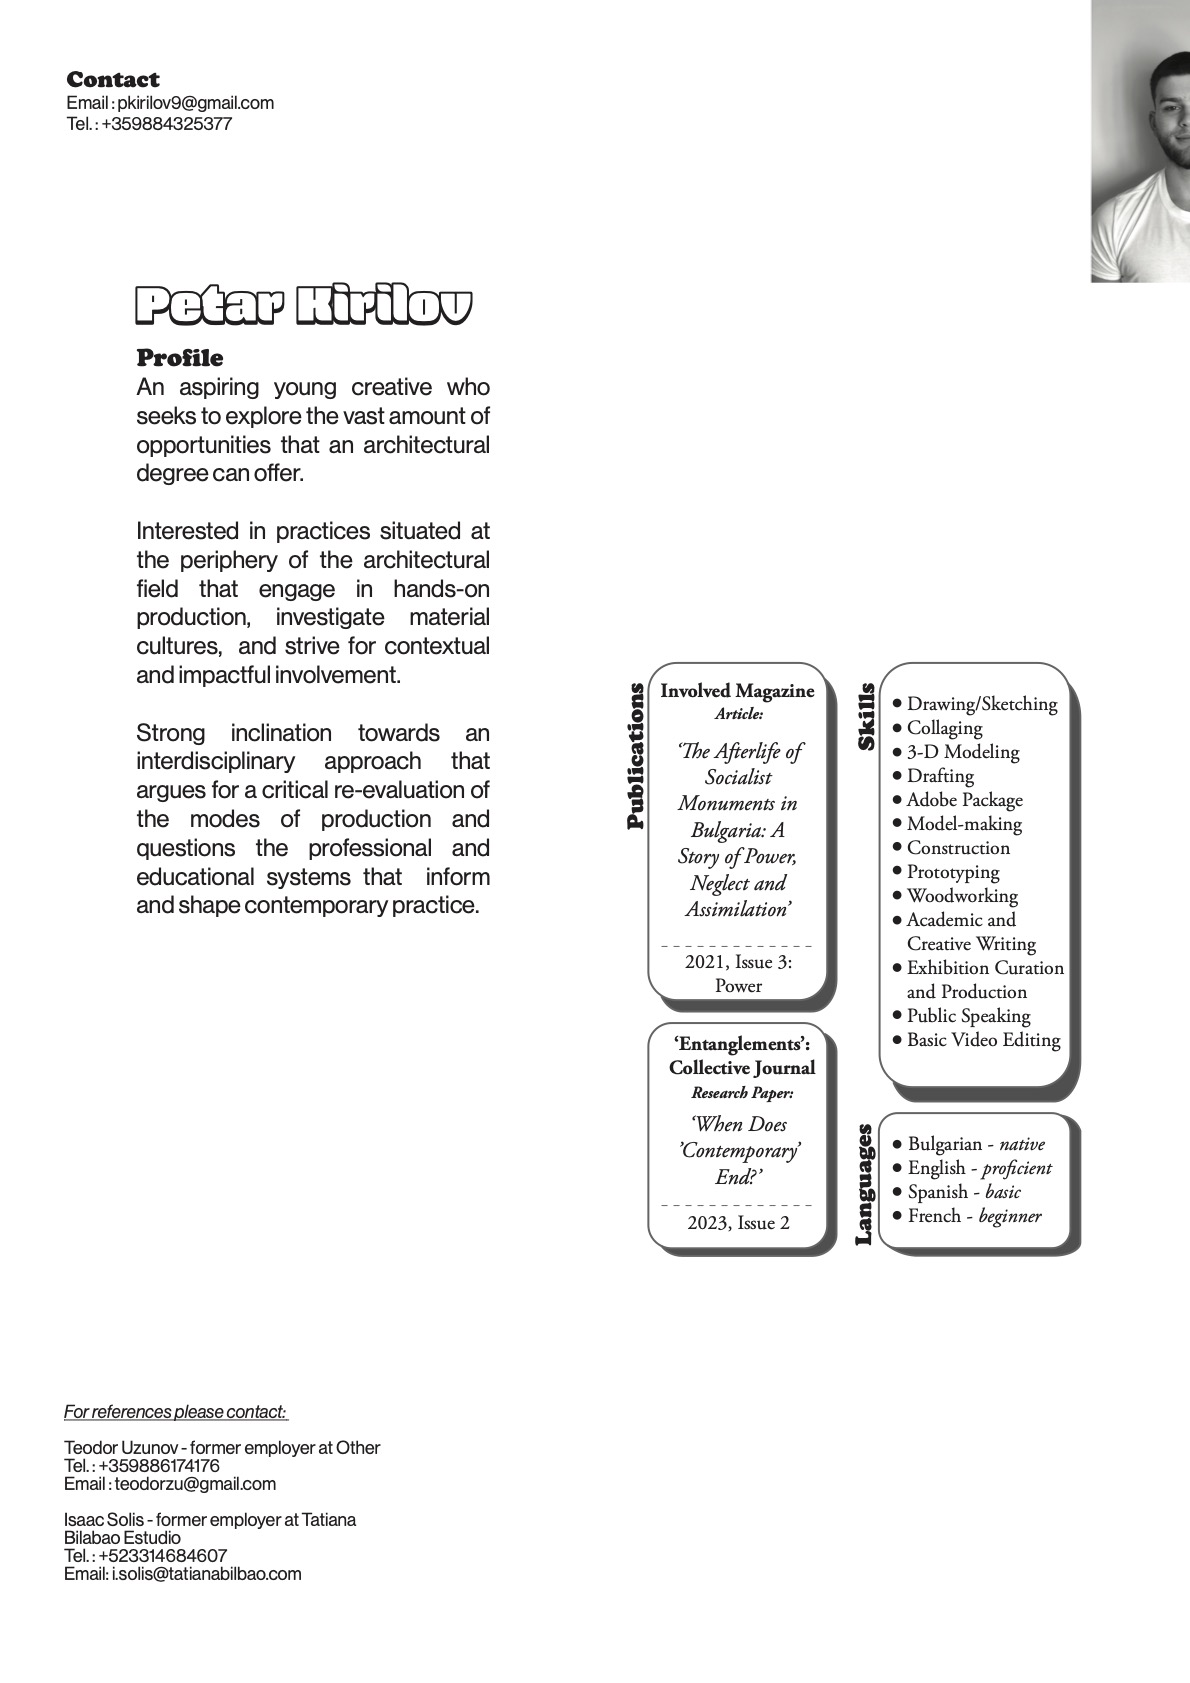 Contact
Email : pkirilov9@gmail.com
Tel. : +359884325377
Petar Kirilov
Profile
An aspiring young creative who
seeks to explore the vast amount of
opportunities that an architectural
degree can offer.
Interested in practices situated at
the periphery of the architectural
field that engage in hands-on
production, investigate material
cultures, and strive for contextual
and impactful involvement.
Strong inclination towards an
interdisciplinary approach that
argues for a critical re-evaluation of
the modes of production and
questions the professional and
educational systems that inform
and shape contemporary practice.
Publications
Involved Magazine
Article:
‘The Afterlife of
Socialist
Monuments in
Bulgaria: A
Story of Power,
Neglect and
Assimilation’
2021, Issue 3:
Power
‘Entanglements’:
Collective Journal
Research Paper:
‘When Does
’Contemporary’
End?’
2023, Issue 2
Skills
● Drawing/Sketching
● Collaging
● 3-D Modeling
● Drafting
● Adobe Package
● Model-making
● Construction
● Prototyping
● Woodworking
● Academic and
Creative Writing
● Exhibition Curation
and Production
● Public Speaking
● Basic Video Editing
Languages
● Bulgarian - native
● English - proficient
● Spanish - basic
● French - beginner
For references please contact:
Teodor Uzunov - former employer at Other
Tel. : +359886174176
Email : teodorzu@gmail.com
Isaac Solis - former employer at Tatiana
Bilabao Estudio
Tel. : +523314684607
Email: i.solis@tatianabilbao.com